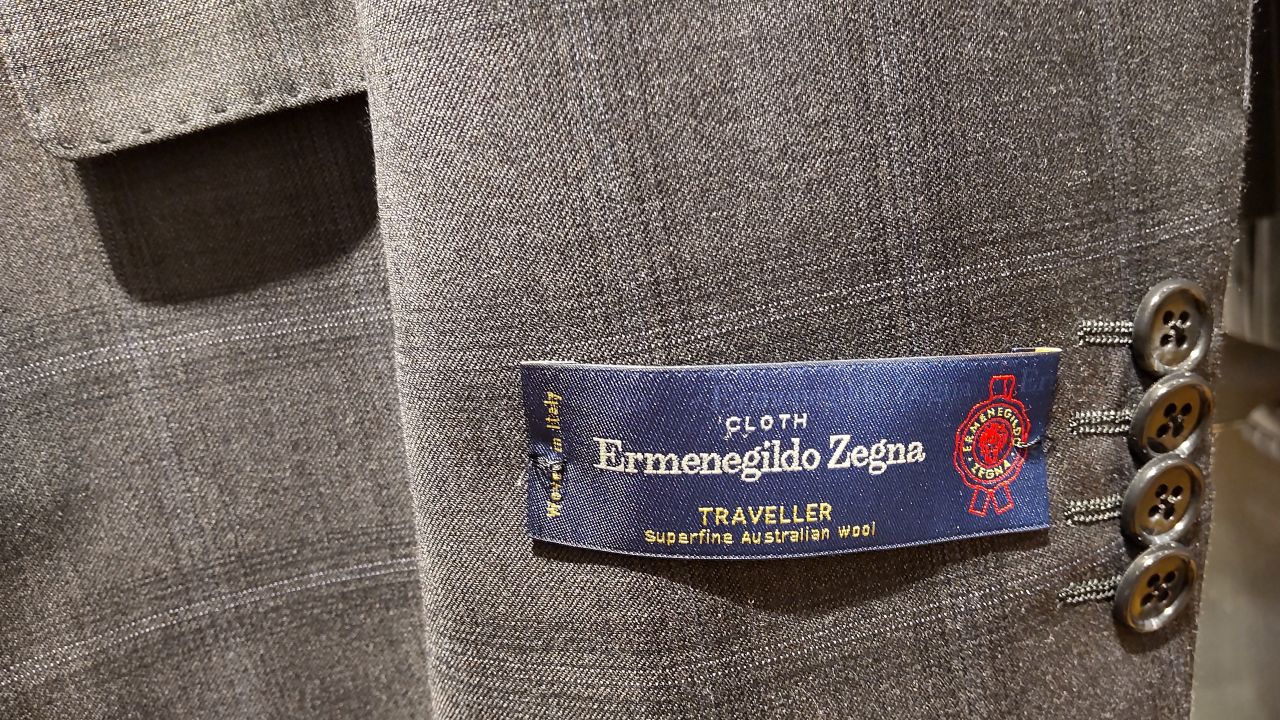 Woven in Italy
CLOTH
Ermenegildo Zegna
TRAVELLER
Superfine Australian Wool
ERMENEGILDO
ZEGNA